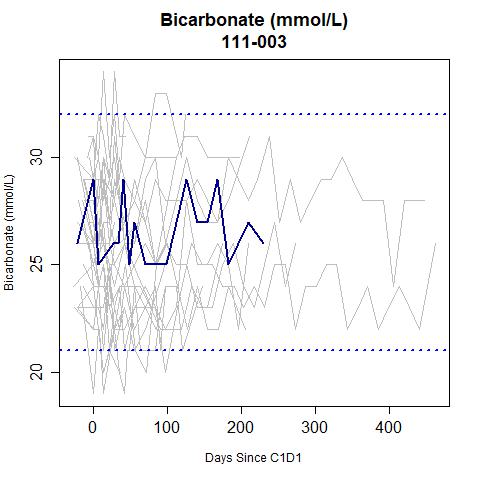 Bicarbonate (mmol/L)
111-003
Bicarbonate (mmol/L)
30
25
20
0 100 200 300 400
Days Since C1D1